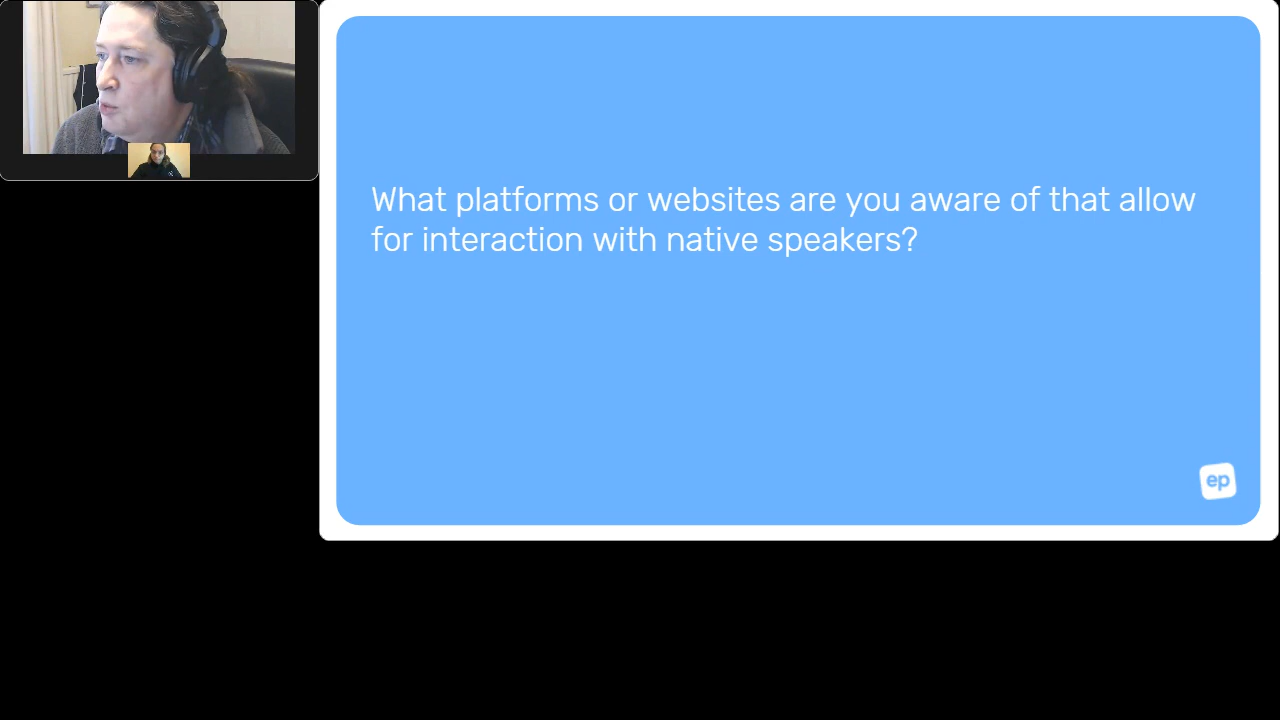 What platforms or websites are you aware of that allow
for interaction with native speakers?
ep